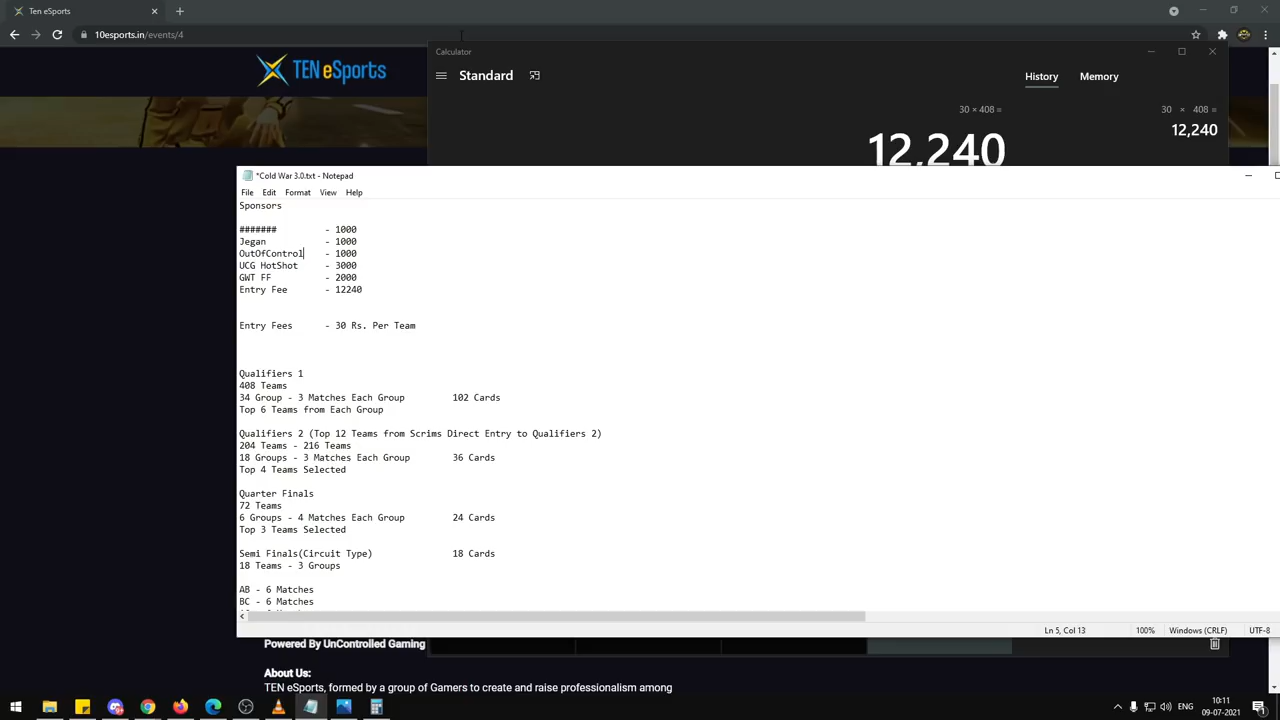 Ten eSports
10esports.in/events/4
TEN eSports
Calculator
Standard
History
Memory
30 × 408 =
12,240
30 × 408 =
12,240
*Cold War 3.0.txt - Notepad
File Edit Format View Help
Sponsors
####### - 1000
Jegan - 1000
OutOfControl - 1000
UCG HotShot - 3000
GWT FF - 2000
Entry Fee - 12240
Entry Fees - 30 Rs. Per Team
Qualifiers 1
408 Teams
34 Group - 3 Matches Each Group 102 Cards
Top 6 Teams from Each Group
Qualifiers 2 (Top 12 Teams from Scrims Direct Entry to Qualifiers 2)
204 Teams - 216 Teams
18 Groups - 3 Matches Each Group 36 Cards
Top 4 Teams Selected
Quarter Finals
72 Teams
6 Groups - 4 Matches Each Group 24 Cards
Top 3 Teams Selected
Semi Finals(Circuit Type) 18 Cards
18 Teams - 3 Groups
AB - 6 Matches
BC - 6 Matches
Ln 5, Col 13 100% Windows (CRLF) UTF-8
Powered By UnControlled Gaming
About Us:
TEN eSports, formed by a group of Gamers to create and raise professionalism among
ENG
10:11
09-07-2021